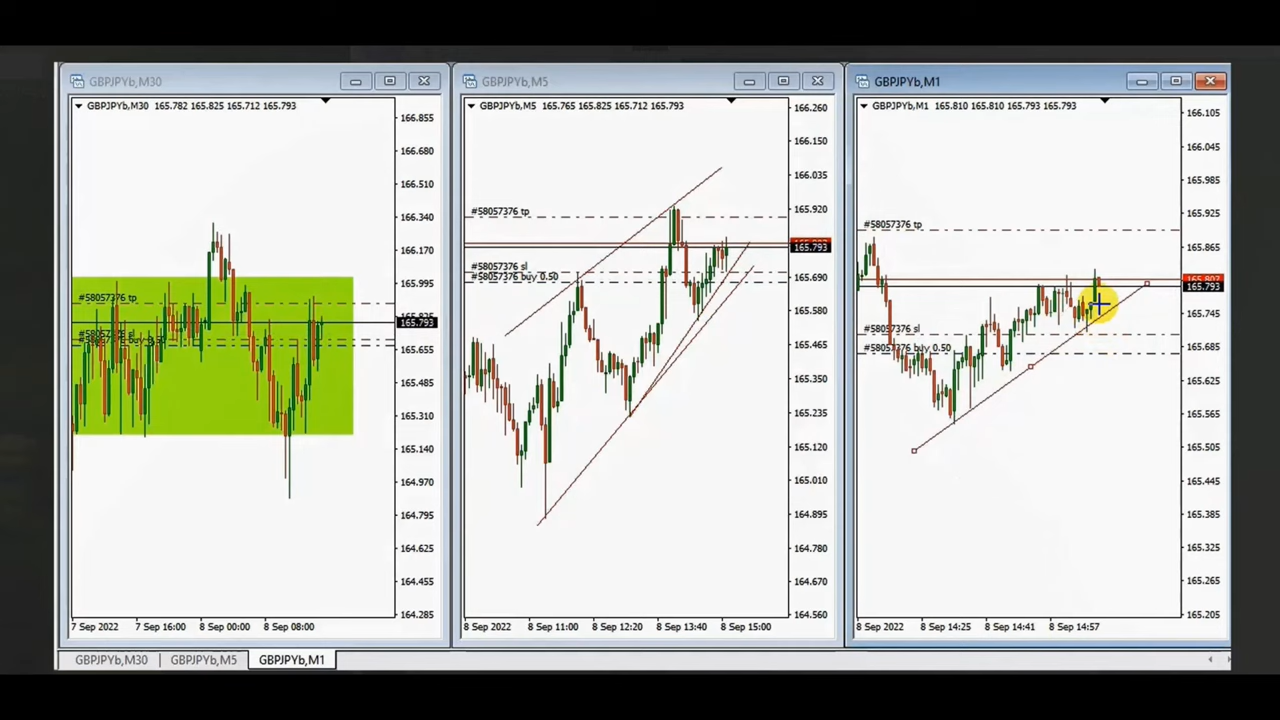 GBPJPYb,M30
GBPJPYb,M30 165.782 165.825 165.712 165.793
166.855
166.680
166.510
166.340
166.170
165.995
165.793
165.655
165.485
165.310
165.140
164.970
164.795
164.625
164.455
164.285
#58057376 tp
7 Sep 2022 7 Sep 16:00 8 Sep 00:00 8 Sep 08:00
GBPJPYb,M5
GBPJPYb,M5 165.765 165.825 165.712 165.793
166.260
166.150
166.035
165.920
165.793
165.690
165.580
165.465
165.350
165.235
165.120
165.010
164.895
164.780
164.670
164.560
#58057376 tp
#58057376 sl
#58057376 buy 0.50
8 Sep 2022 8 Sep 11:00 8 Sep 12:20 8 Sep 13:40 8 Sep 15:00
GBPJPYb,M1
GBPJPYb,M1 165.810 165.810 165.793 165.793
166.105
166.045
165.985
165.925
165.865
165.807
165.793
165.745
165.685
165.625
165.565
165.505
165.445
165.385
165.325
165.265
165.205
#58057376 tp
#58057376 sl
#58057376 buy 0.50
8 Sep 2022 8 Sep 14:25 8 Sep 14:41 8 Sep 14:57
GBPJPYb,M30 GBPJPYb,M5 GBPJPYb,M1